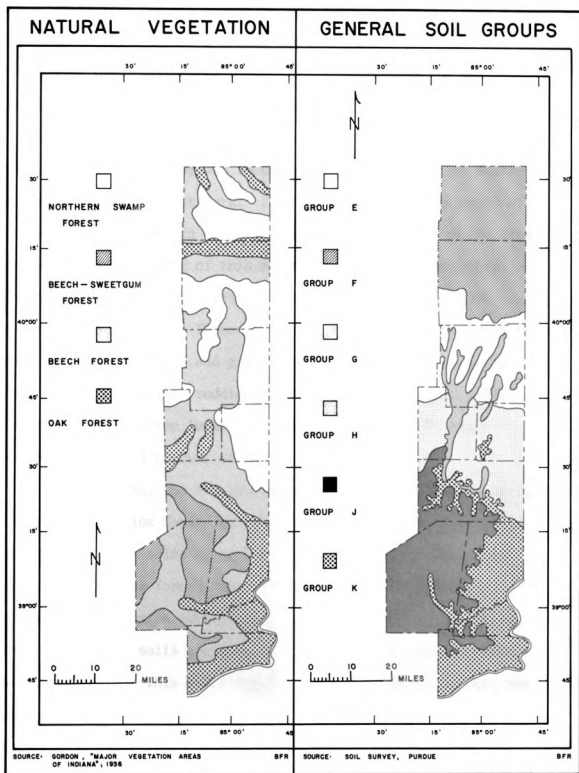 NATURAL VEGETATION
30' 15' 85°00' 45'
30'
NORTHERN SWAMP
FOREST
15'
BEECH-SWEETGUM
FOREST
40°00'
BEECH FOREST
45'
OAK FOREST
30'
15'
N
39°00'
0 10 20
MILES
45'
30' 15' 85°00' 45'
SOURCE: GORDON, "MAJOR VEGETATION AREAS
OF INDIANA", 1936
BFR
GENERAL SOIL GROUPS
30' 15' 85°00' 45'
N
30'
GROUP E
15'
GROUP F
40°00'
GROUP G
45'
GROUP H
30'
GROUP J
15'
GROUP K
39°00'
0 10 20
MILES
45'
30' 15' 85°00' 45'
SOURCE: SOIL SURVEY, PURDUE
BFR